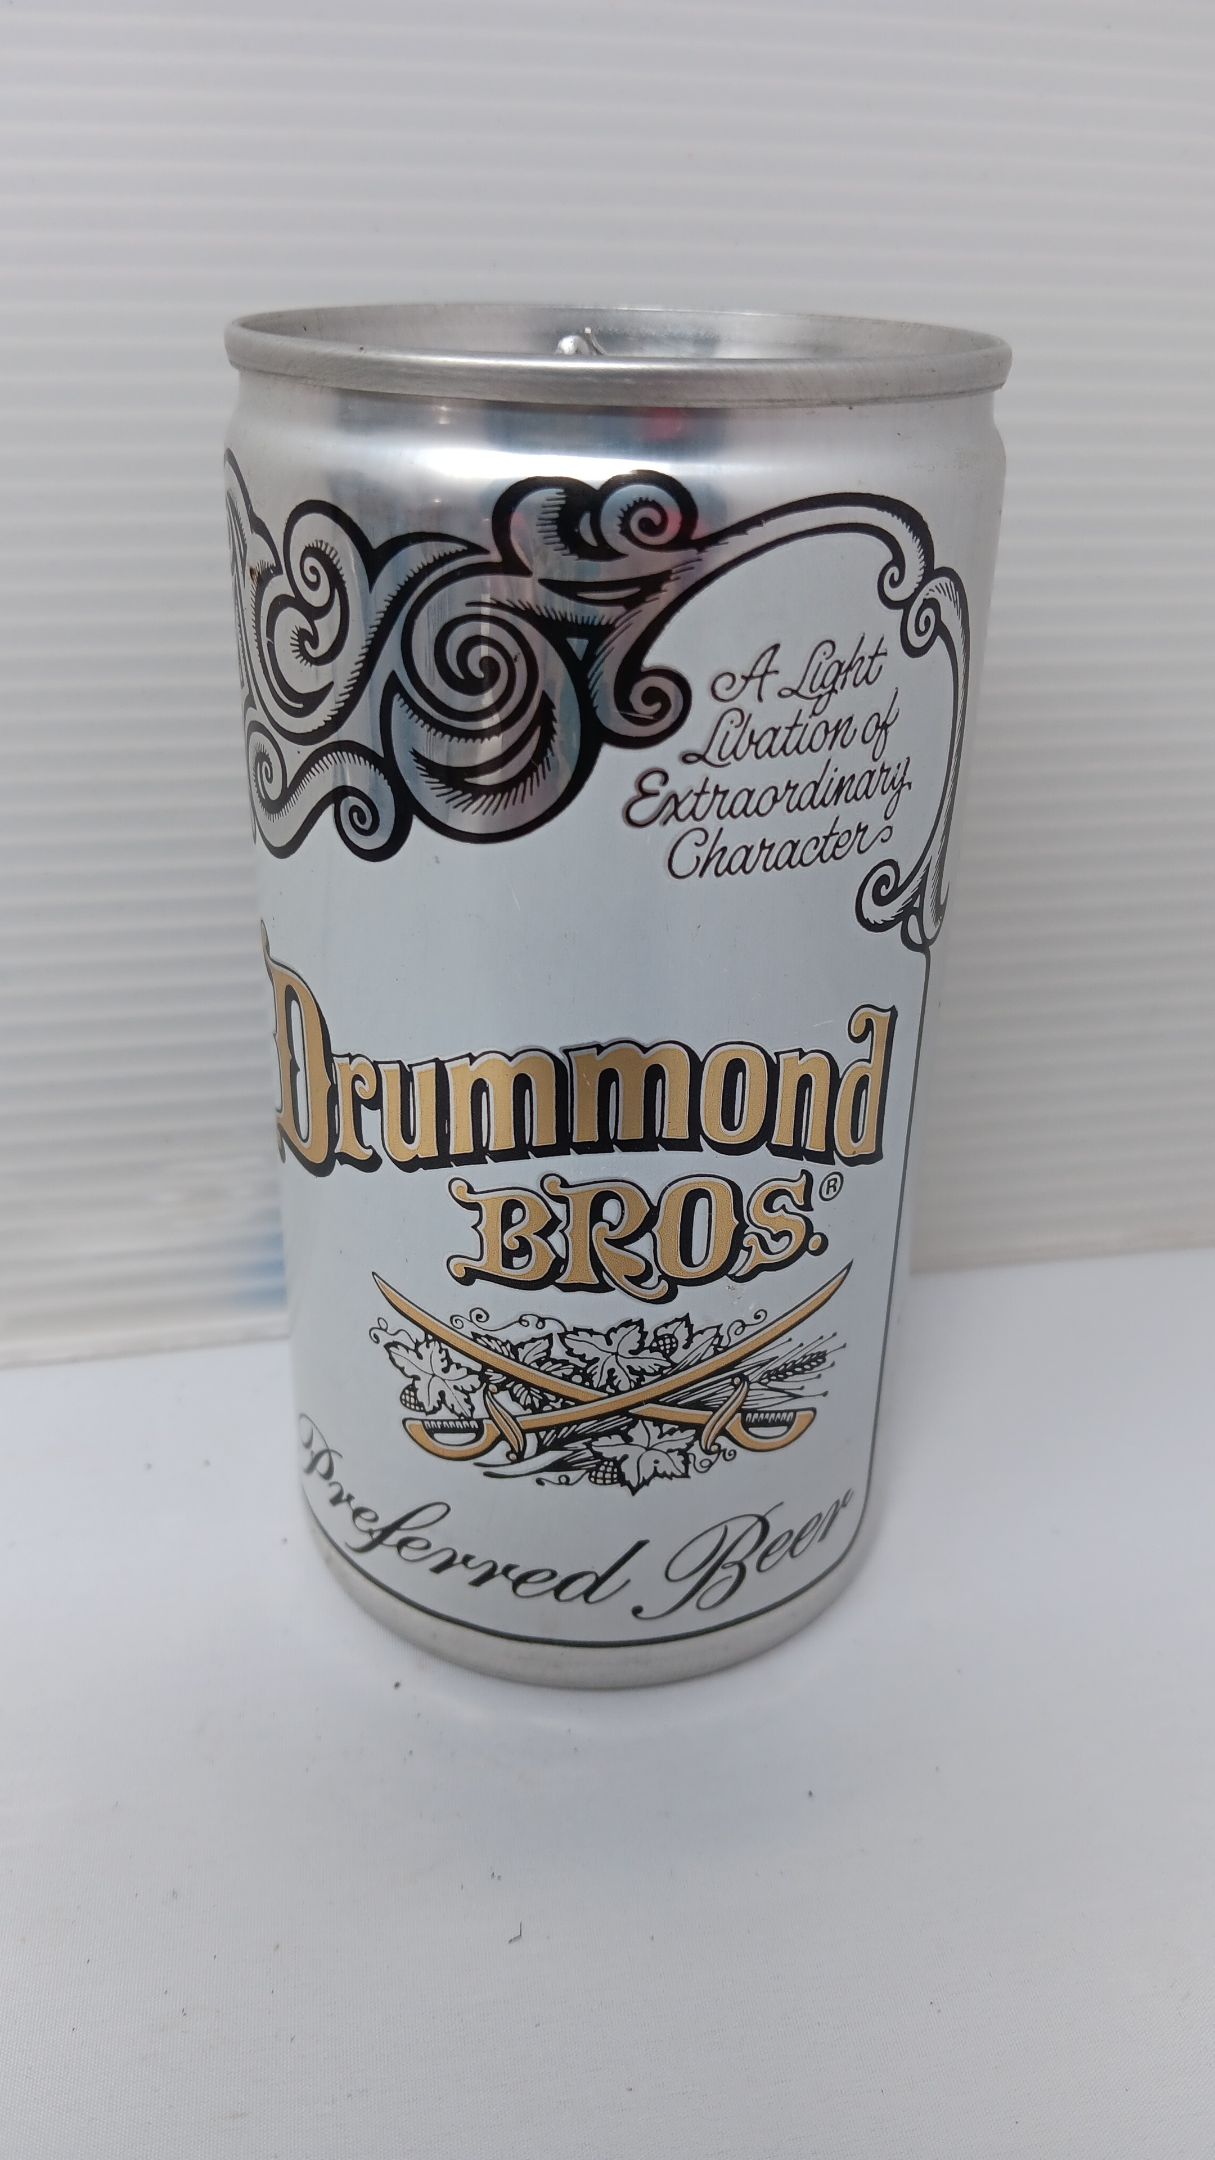 A Light
Libation of
Extraordinary
Character
Drummond
BROS.®
Preferred Beer